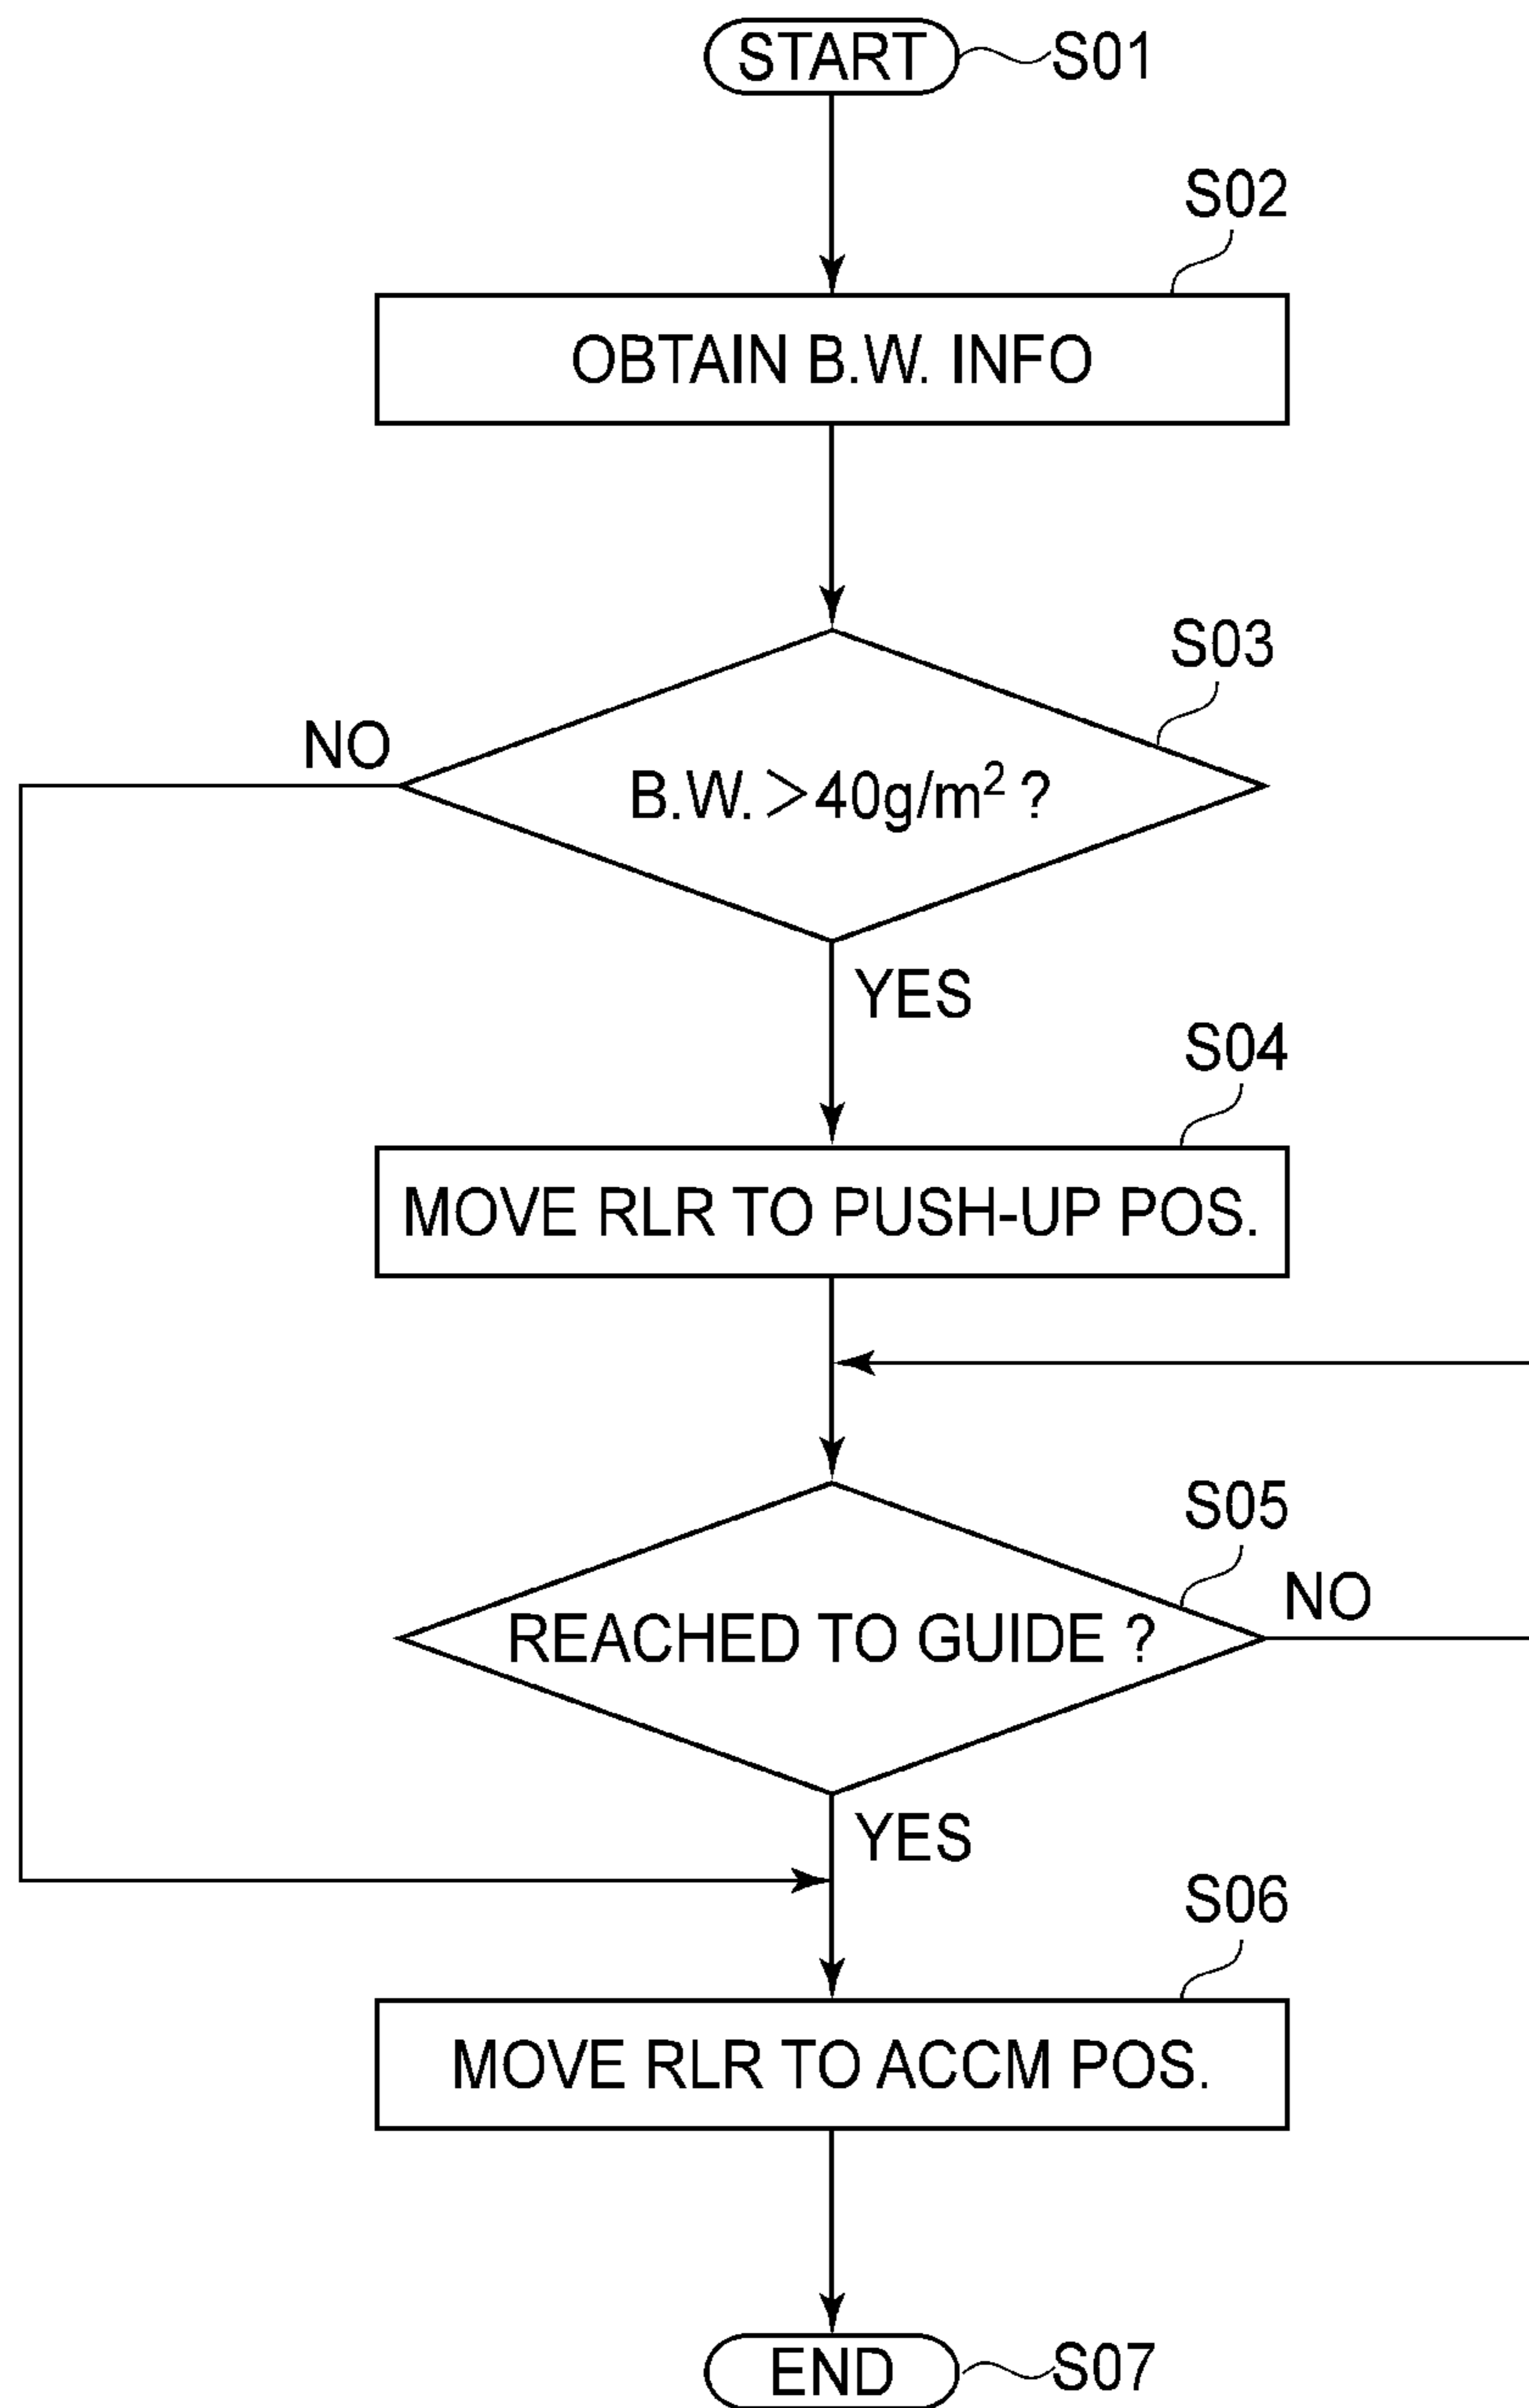 START
S01
S02
OBTAIN B.W. INFO
S03
NO
B.W. >40g/m² ?
YES
S04
MOVE RLR TO PUSH-UP POS.
S05
NO
REACHED TO GUIDE ?
YES
S06
MOVE RLR TO ACCM POS.
END
S07